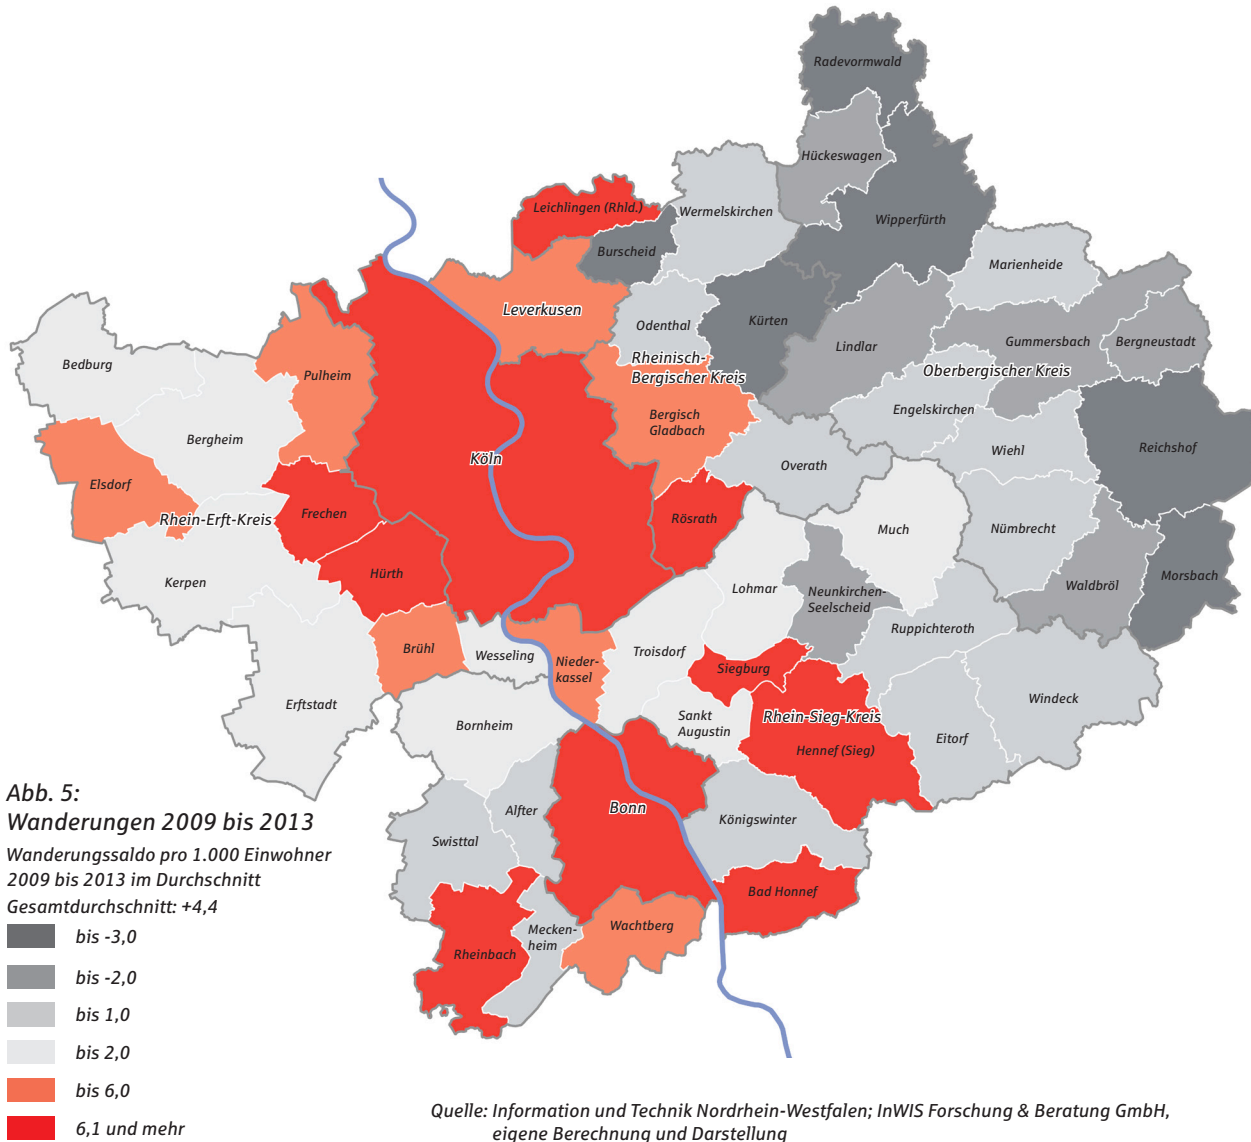 Radevormwald
Hückeswagen
Leichlingen (Rhld.)
Wermelskirchen
Wipperfürth
Burscheid
Marienheide
Leverkusen
Odenthal
Kürten
Lindlar
Gummersbach
Bergneustadt
Bedburg
Pulheim
Rheinisch-
Bergischer Kreis
Oberbergischer Kreis
Bergheim
Bergisch
Gladbach
Engelskirchen
Köln
Overath
Wiehl
Reichshof
Elsdorf
Rhein-Erft-Kreis
Frechen
Rösrath
Much
Nümbrecht
Kerpen
Hürth
Lohmar
Neunkirchen-
Seelscheid
Waldbröl
Morsbach
Brühl
Wesseling
Nieder-
kassel
Troisdorf
Ruppichteroth
Siegburg
Erftstadt
Bornheim
Sankt
Augustin
Rhein-Sieg-Kreis
Hennef (Sieg)
Eitorf
Windeck
Alfter
Bonn
Königswinter
Swisttal
Bad Honnef
Rheinbach
Mecken-
heim
Wachtberg
Abb. 5:
Wanderungen 2009 bis 2013
Wanderungssaldo pro 1.000 Einwohner
2009 bis 2013 im Durchschnitt
Gesamtdurchschnitt: +4,4
bis -3,0
bis -2,0
bis 1,0
bis 2,0
bis 6,0
6,1 und mehr
Quelle: Information und Technik Nordrhein-Westfalen; InWIS Forschung & Beratung GmbH,
eigene Berechnung und Darstellung